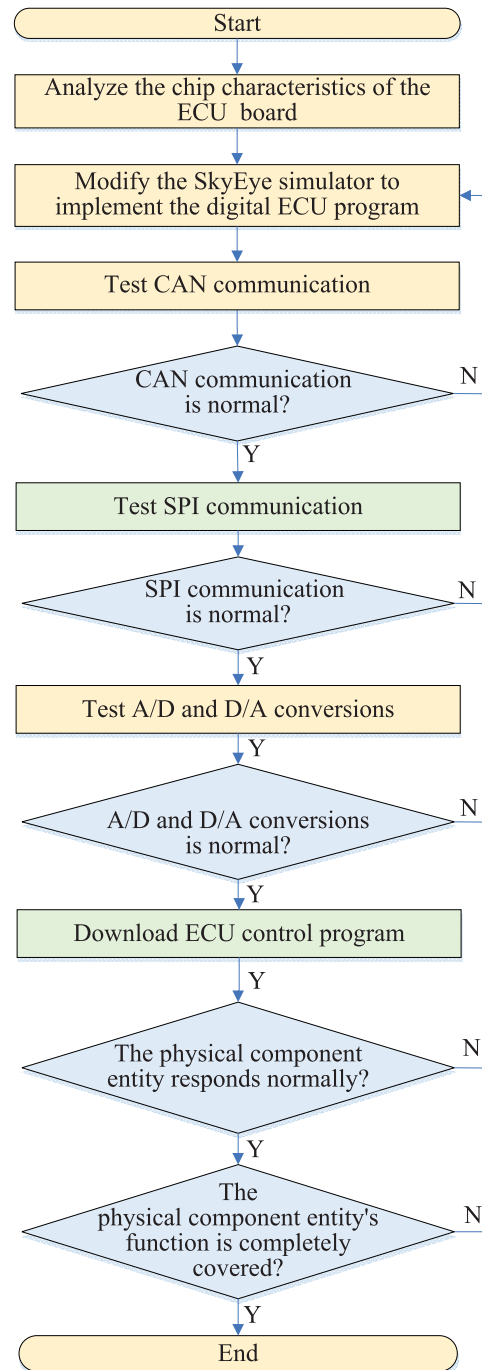 Start
Analyze the chip characteristics of the
ECU board
Modify the SkyEye simulator to
implement the digital ECU program
Test CAN communication
CAN communication
is normal?
N
Y
Test SPI communication
SPI communication
is normal?
N
Y
Test A/D and D/A conversions
Y
A/D and D/A conversions
is normal?
N
Y
Download ECU control program
Y
The physical component
entity responds normally?
N
Y
The
physical component entity's
function is completely
covered?
N
Y
End